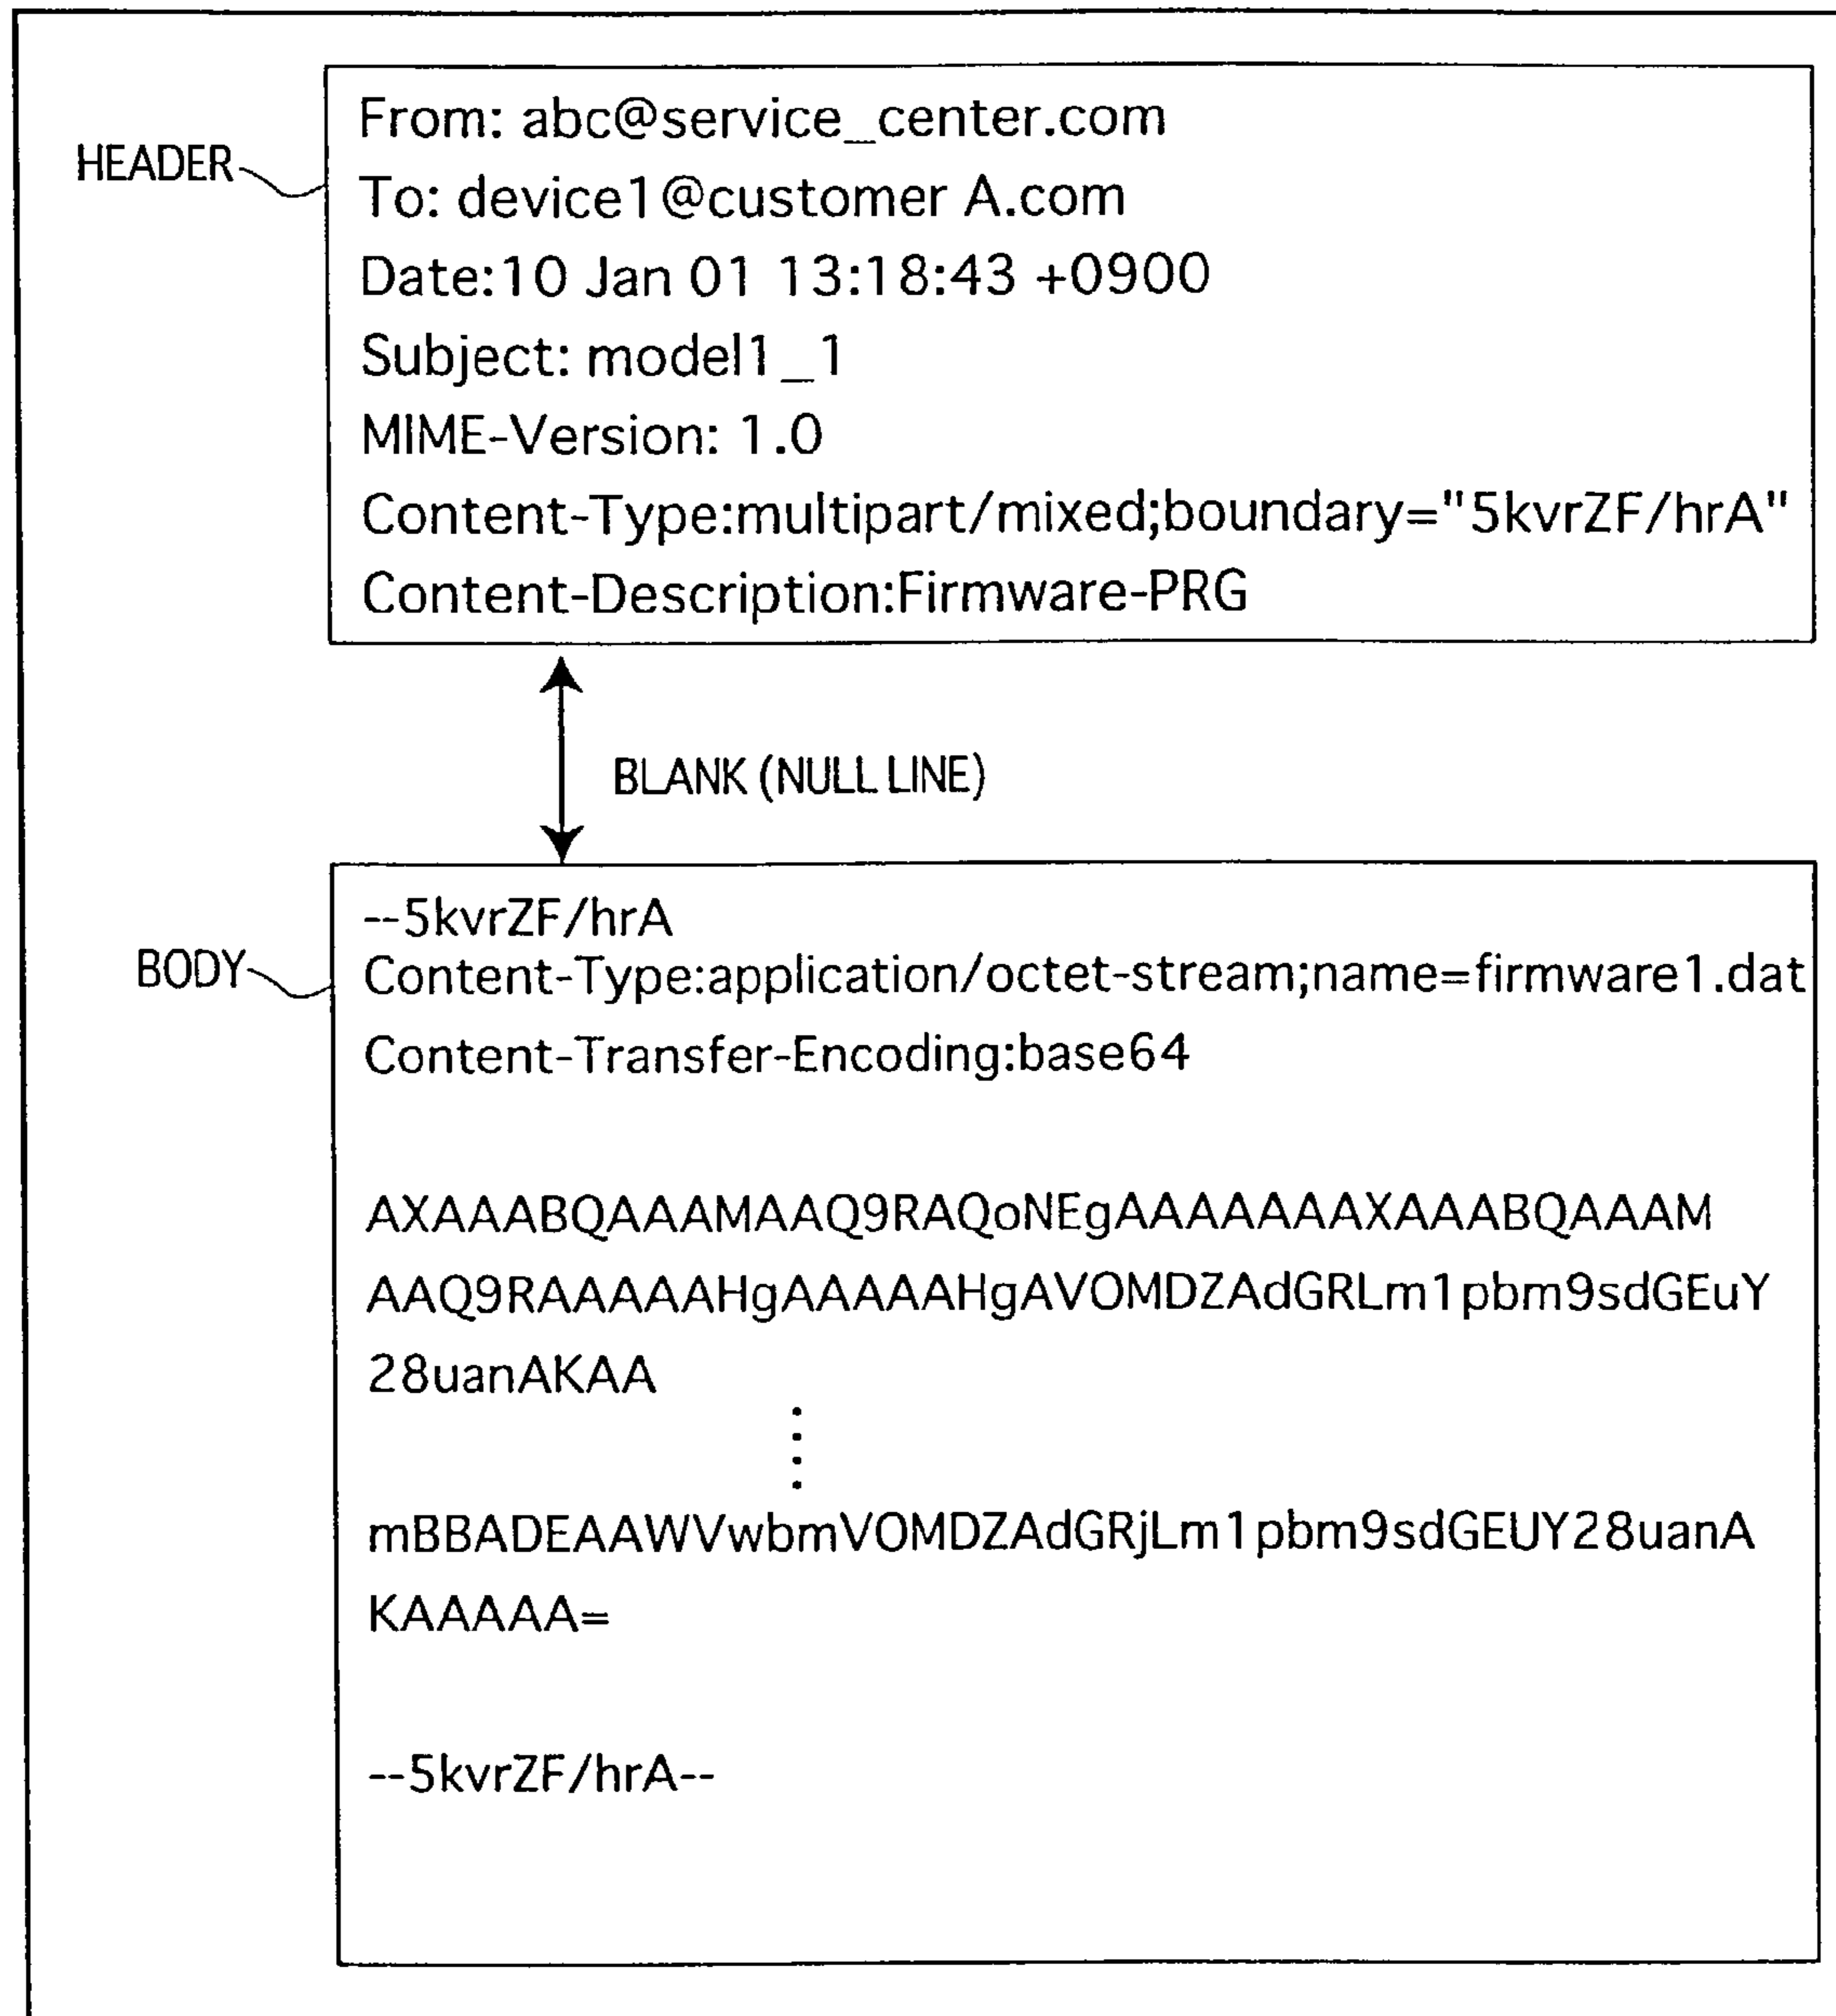 HEADER
From: abc@service_center.com
To: device1@customer A.com
Date:10 Jan 01 13:18:43 +0900
Subject: model1_1
MIME-Version: 1.0
Content-Type:multipart/mixed;boundary="5kvrZF/hrA"
Content-Description:Firmware-PRG
BLANK (NULL LINE)
BODY
--5kvrZF/hrA
Content-Type:application/octet-stream;name=firmware1.dat
Content-Transfer-Encoding:base64
AXAAABQAAAMAAQ9RAQoNEgAAAAAAAXAAABQAAAM
AAQ9RAAAAAHgAAAAAHgAVOMDZAdGRLm1pbm9sdGEuY
28uanAKAA
mBBADEAAWVwbmVOMDZAdGRjLm1pbm9sdGEUY28uanA
KAAAAA=
--5kvrZF/hrA--